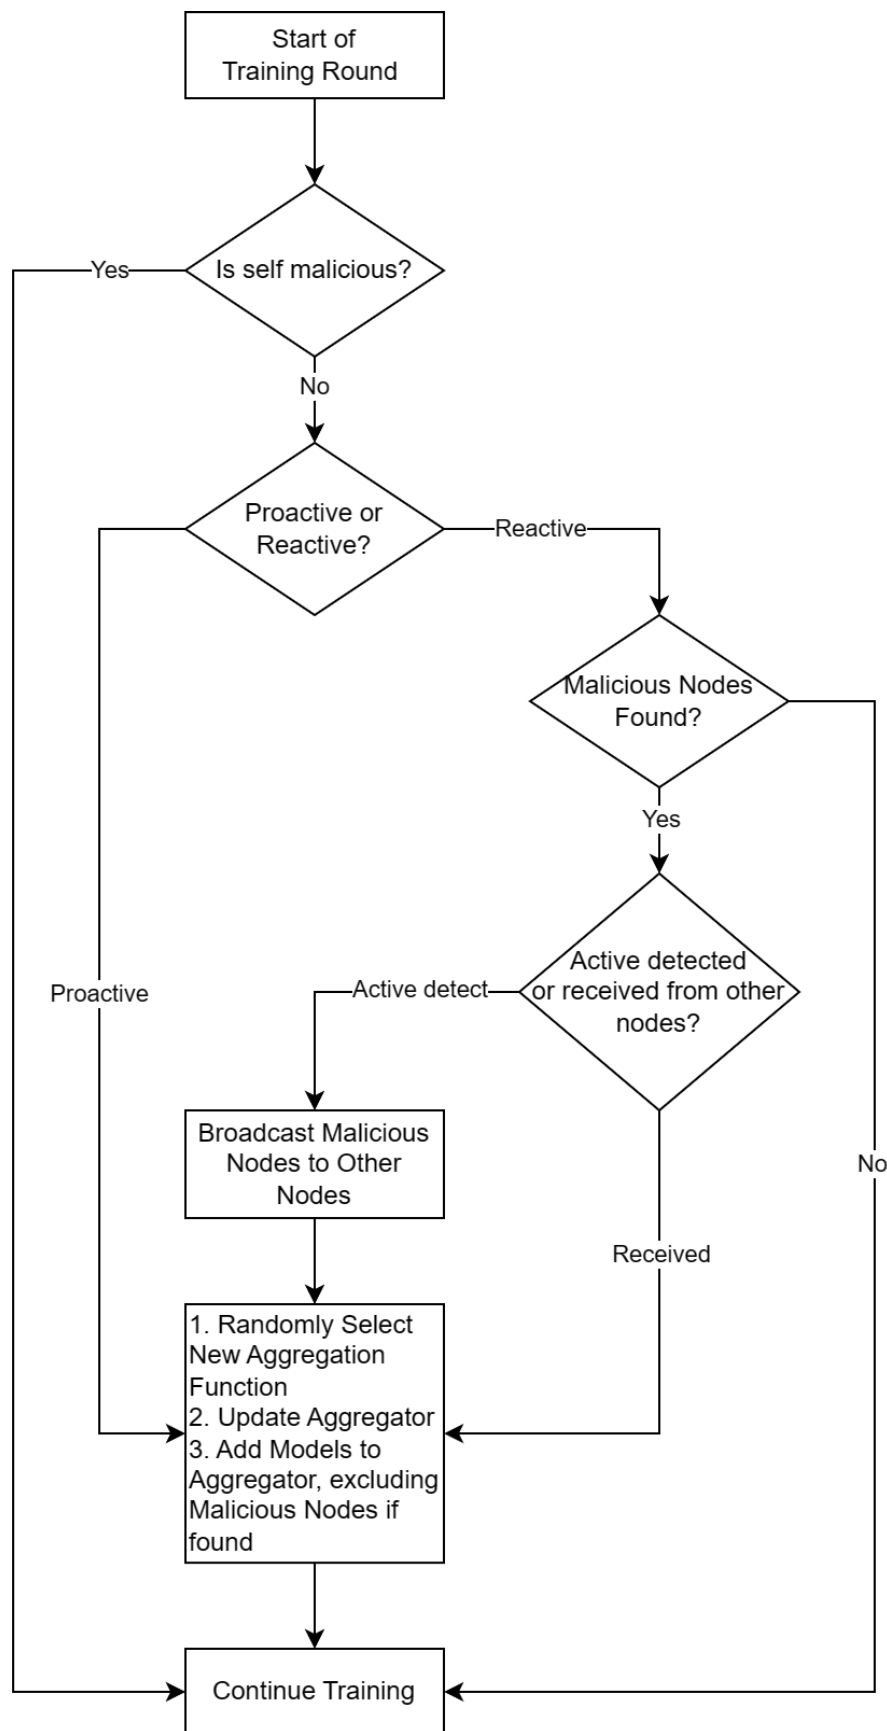 Start of
Training Round
Is self malicious?
Yes
No
Proactive or
Reactive?
Reactive
Malicious Nodes
Found?
Yes
Active detected
or received from other
nodes?
Active detect
Proactive
Broadcast Malicious
Nodes to Other
Nodes
No
Received
1. Randomly Select
New Aggregation
Function
2. Update Aggregator
3. Add Models to
Aggregator, excluding
Malicious Nodes if
found
Continue Training